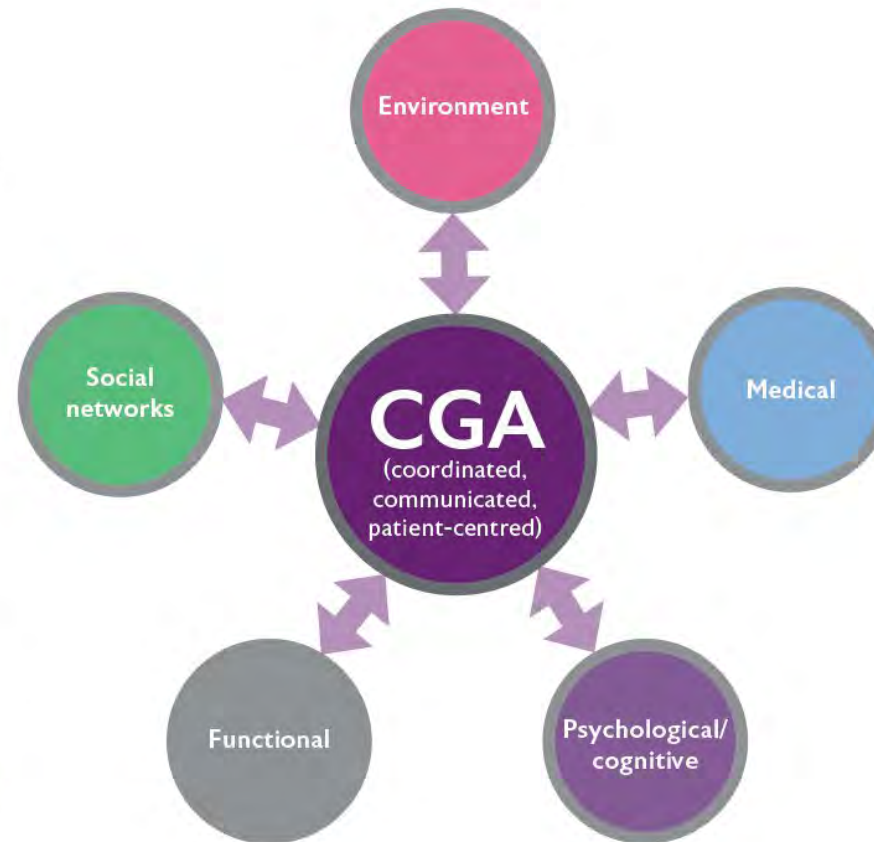 Environment
Social
networks
Medical
CGA
(coordinated,
communicated,
patient-centred)
Functional
Psychological/
cognitive